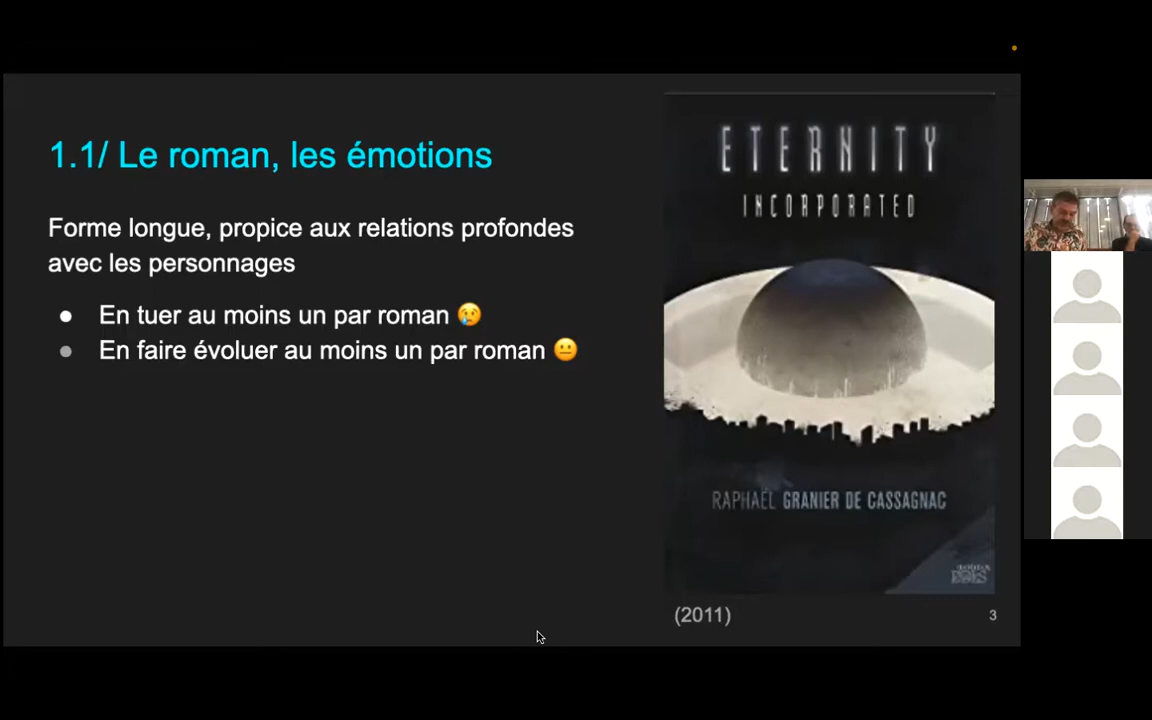 1.1/ Le roman, les émotions
Forme longue, propice aux relations profondes
avec les personnages
● En tuer au moins un par roman 😢
● En faire évoluer au moins un par roman 😐
ETERNITY
INCORPORATED
RAPHAËL GRANIER DE CASSAGNAC
(2011)
3